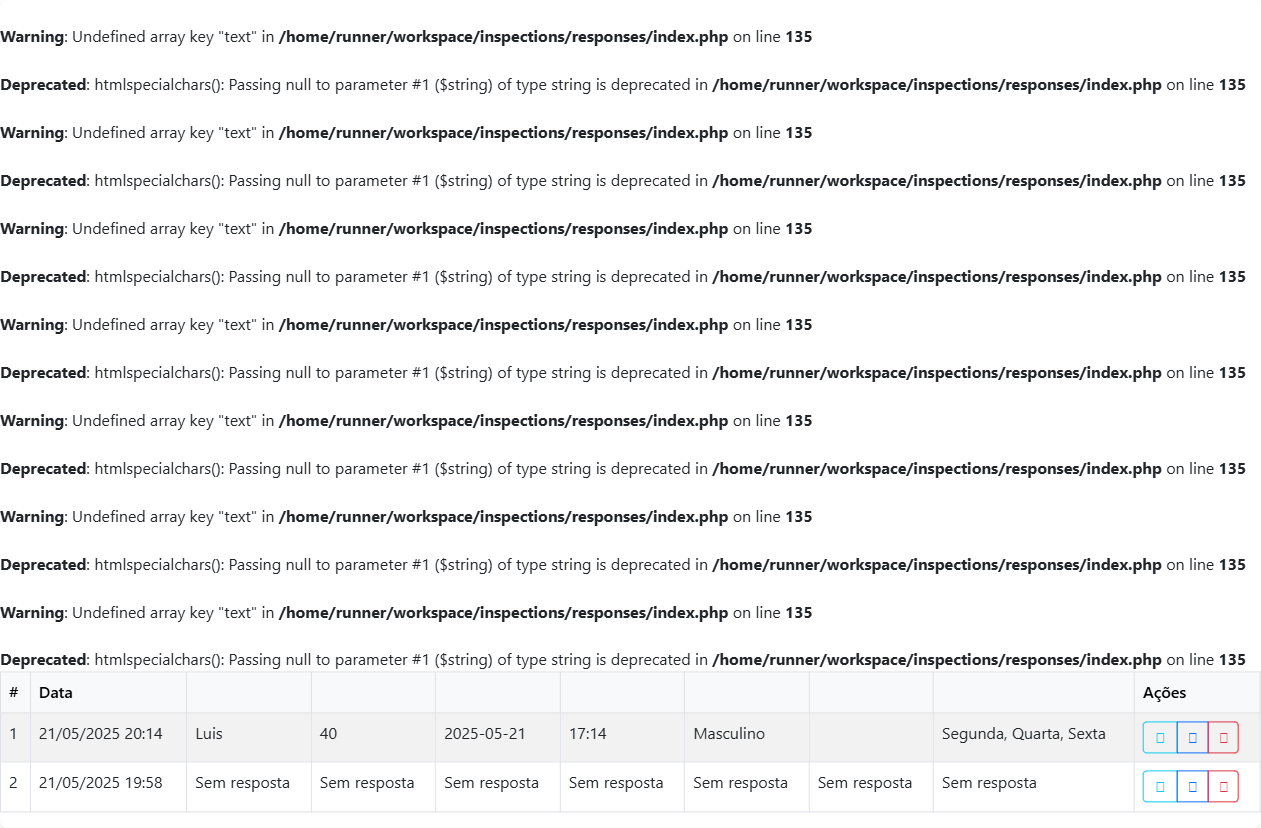 Warning: Undefined array key "text" in /home/runner/workspace/inspections/responses/index.php on line 135
Deprecated: htmlspecialchars(): Passing null to parameter #1 ($string) of type string is deprecated in /home/runner/workspace/inspections/responses/index.php on line 135
Warning: Undefined array key "text" in /home/runner/workspace/inspections/responses/index.php on line 135
Deprecated: htmlspecialchars(): Passing null to parameter #1 ($string) of type string is deprecated in /home/runner/workspace/inspections/responses/index.php on line 135
Warning: Undefined array key "text" in /home/runner/workspace/inspections/responses/index.php on line 135
Deprecated: htmlspecialchars(): Passing null to parameter #1 ($string) of type string is deprecated in /home/runner/workspace/inspections/responses/index.php on line 135
Warning: Undefined array key "text" in /home/runner/workspace/inspections/responses/index.php on line 135
Deprecated: htmlspecialchars(): Passing null to parameter #1 ($string) of type string is deprecated in /home/runner/workspace/inspections/responses/index.php on line 135
Warning: Undefined array key "text" in /home/runner/workspace/inspections/responses/index.php on line 135
Deprecated: htmlspecialchars(): Passing null to parameter #1 ($string) of type string is deprecated in /home/runner/workspace/inspections/responses/index.php on line 135
Warning: Undefined array key "text" in /home/runner/workspace/inspections/responses/index.php on line 135
Deprecated: htmlspecialchars(): Passing null to parameter #1 ($string) of type string is deprecated in /home/runner/workspace/inspections/responses/index.php on line 135
Warning: Undefined array key "text" in /home/runner/workspace/inspections/responses/index.php on line 135
Deprecated: htmlspecialchars(): Passing null to parameter #1 ($string) of type string is deprecated in /home/runner/workspace/inspections/responses/index.php on line 135
# Data Ações
1 21/05/2025 20:14 Luis 40 2025-05-21 17:14 Masculino Segunda, Quarta, Sexta
2 21/05/2025 19:58 Sem resposta Sem resposta Sem resposta Sem resposta Sem resposta Sem resposta Sem resposta